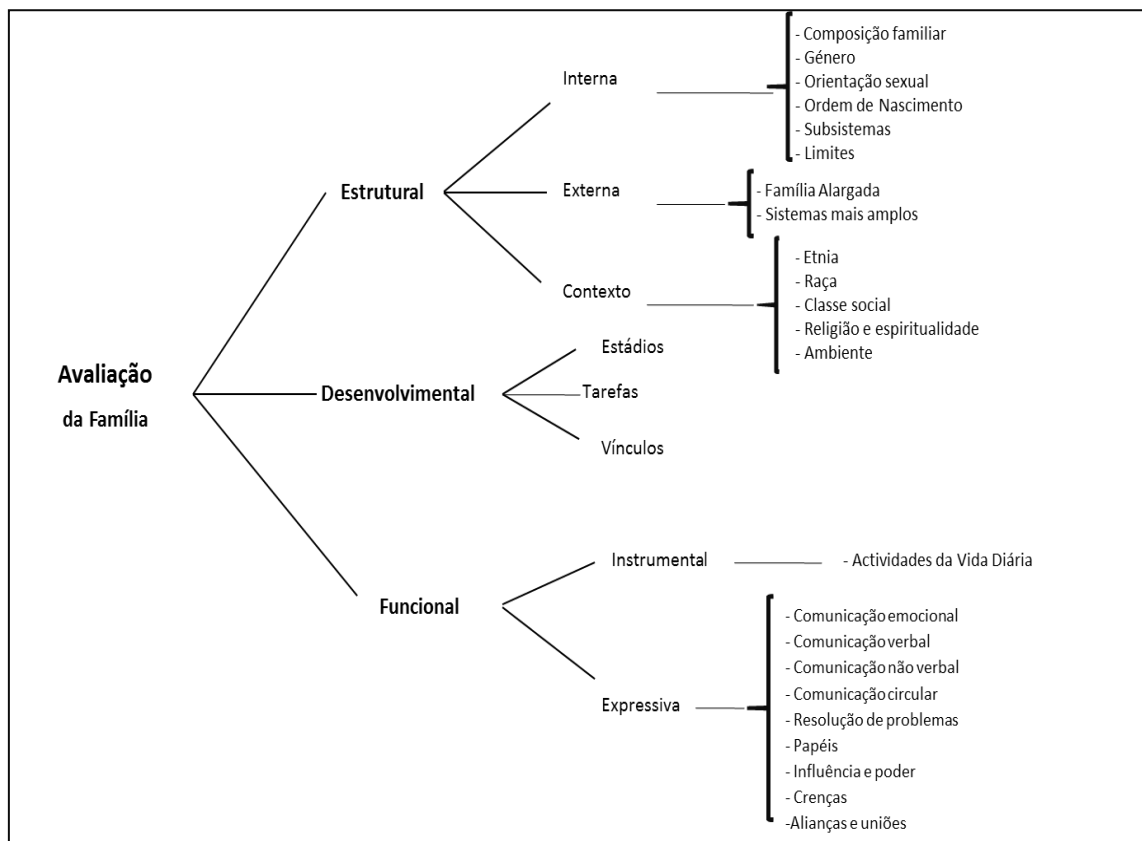 Avaliação
da Família
Estrutural
Interna
- Composição familiar
- Género
- Orientação sexual
- Ordem de Nascimento
- Subsistemas
- Limites
Externa
- Família Alargada
- Sistemas mais amplos
Contexto
- Etnia
- Raça
- Classe social
- Religião e espiritualidade
- Ambiente
Desenvolvimental
Estádios
Tarefas
Vínculos
Funcional
Instrumental
- Actividades da Vida Diária
Expressiva
- Comunicação emocional
- Comunicação verbal
- Comunicação não verbal
- Comunicação circular
- Resolução de problemas
- Papéis
- Influência e poder
- Crenças
-Alianças e uniões